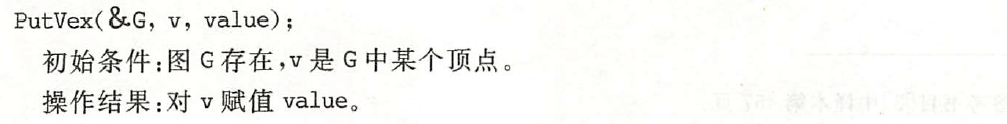 PutVex(&G, v, value);
初始条件:图 G 存在,v 是 G 中某个顶点。
操作结果:对 v 赋值 value。